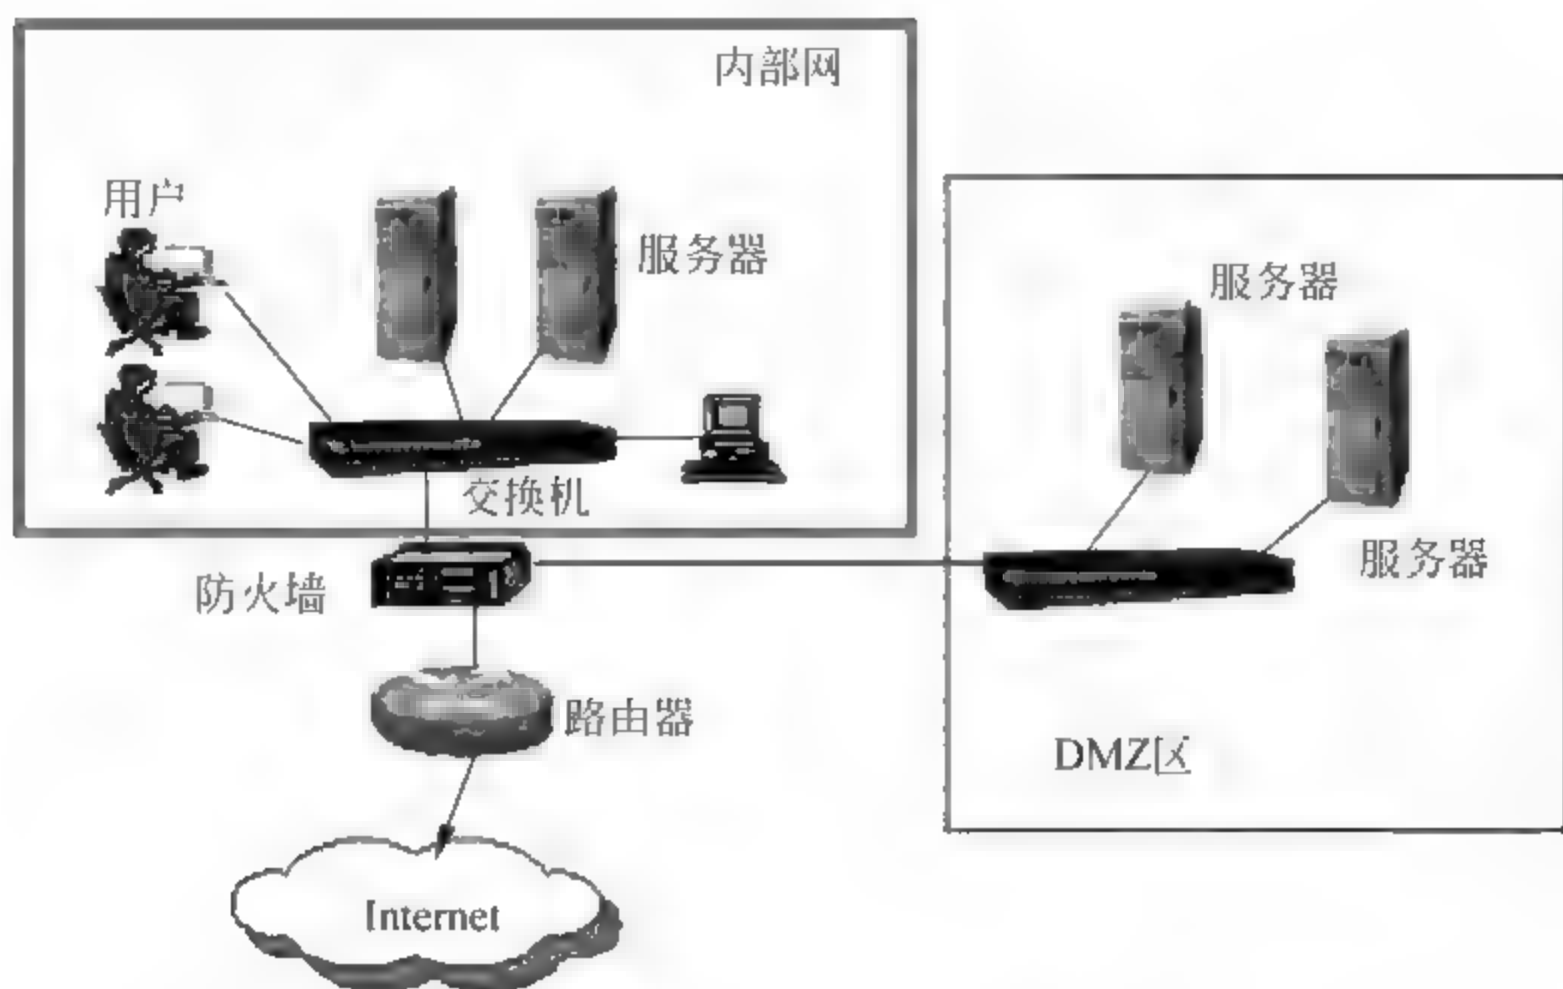 内部网
用户
服务器
服务器
交换机
服务器
防火墙
路由器
DMZ区
Internet